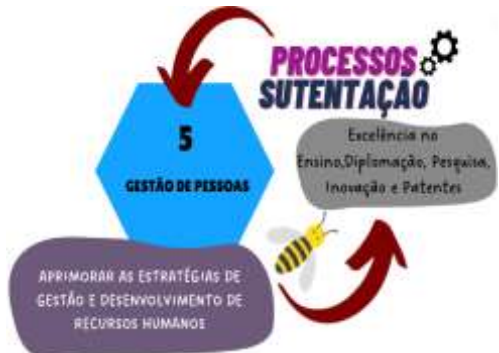 PROCESSOS
SUTENTAÇÃO
5
GESTÃO DE PESSOAS
Excelência no
Ensino,Diplomação, Pesquisa,
Inovação e Patentes
APRIMORAR AS ESTRATÉGIAS DE
GESTÃO E DESENVOLVIMENTO DE
RECURSOS HUMANOS